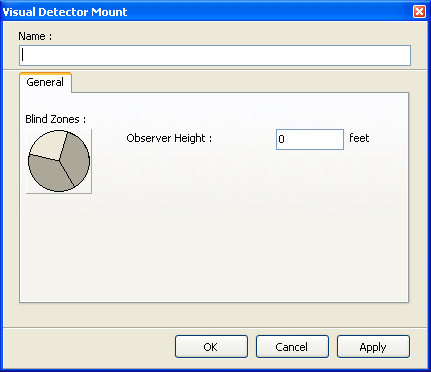 Visual Detector Mount
Name :
General
Blind Zones :
Observer Height : 0 feet
OK Cancel Apply